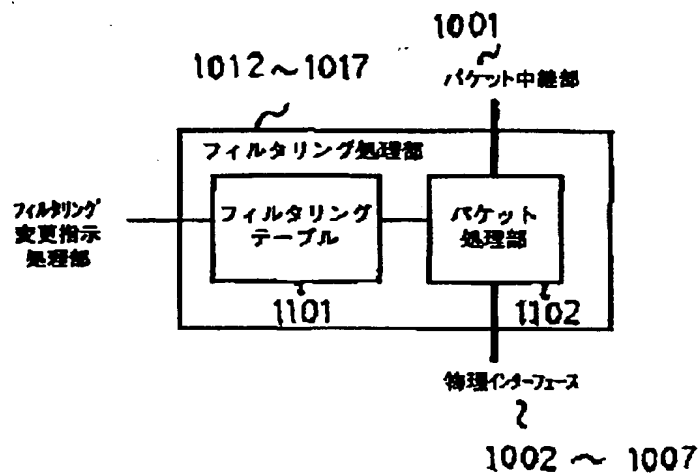 1001
1012～1017
パケット中継部
フィルタリング処理部
フィルタリング
変更指示
処理部
フィルタリング
テーブル
パケット
処理部
1101
1102
物理インターフェース
1002 ～ 1007